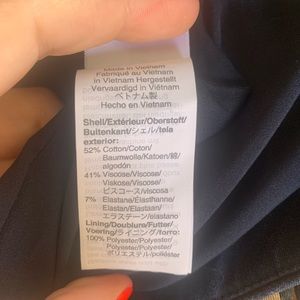 Made in Vietnam
Fabriqué au Vietnam
in Vietnam Hergestellt
Vervaardigd in Viëtnam
ベトナム製
Hecho en Vietnam
Shell/Extérieur/Oberstoff/
Buitenkant/シェル/tela
exterior:
52% Cotton/Coton/
Baumwolle/Katoen/綿/
algodón
41% Viscose/Viscose/
Viskose/Viscose/
ビスコース/viscosa
7% Elastane/Élasthanne/
Elastan/Elastaan/
エラステーン/elastano
Lining/Doublure/Futter/
Voering/ライニング/forro:
100% Polyester/Polyester/
Polyester/Polyester/
ポリエステル/poliéster